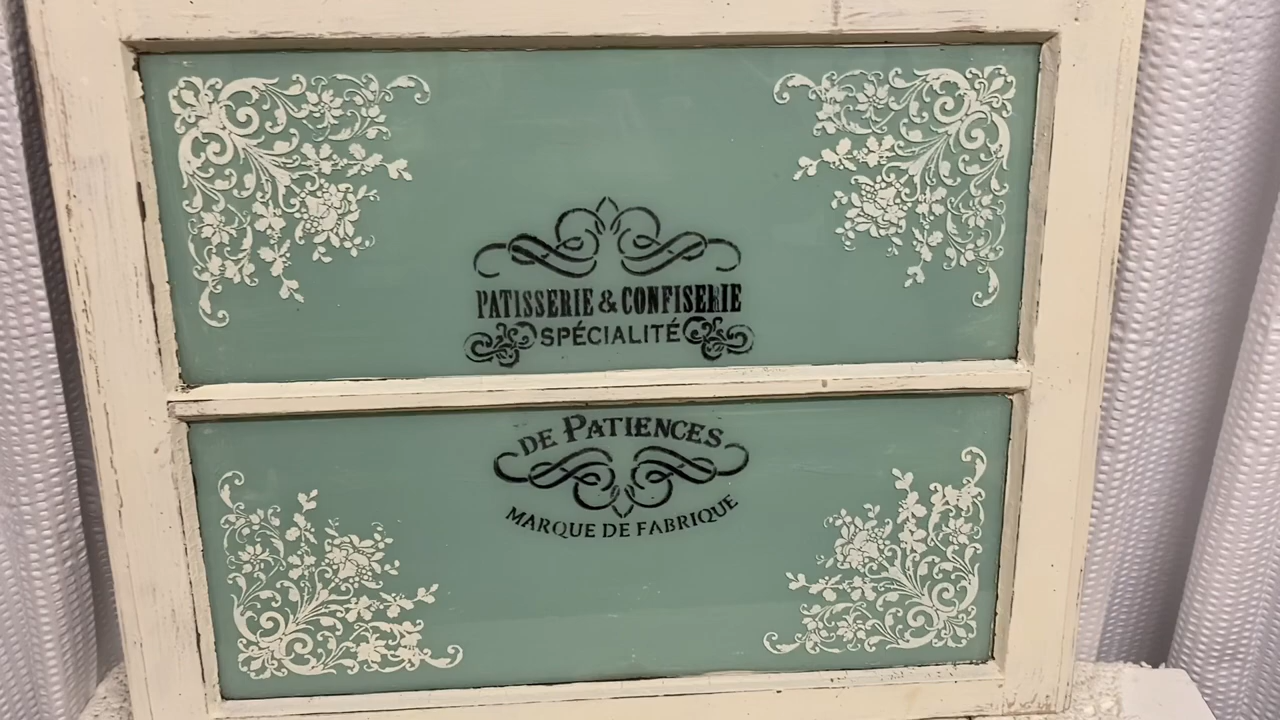 PATISSERIE & CONFISERIE
SPÉCIALITÉ
DE PATIENCES
MARQUE DE FABRIQUE